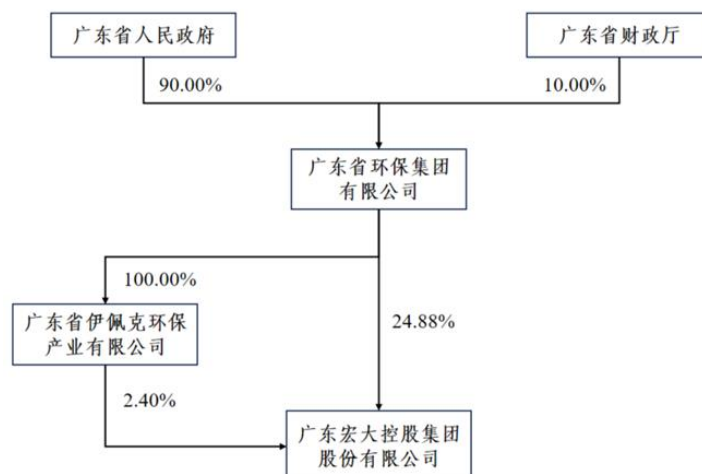 广东省人民政府
广东省财政厅
90.00%
10.00%
广东省环保集团
有限公司
100.00%
24.88%
广东省伊佩克环保
产业有限公司
2.40%
广东宏大控股集团
股份有限公司